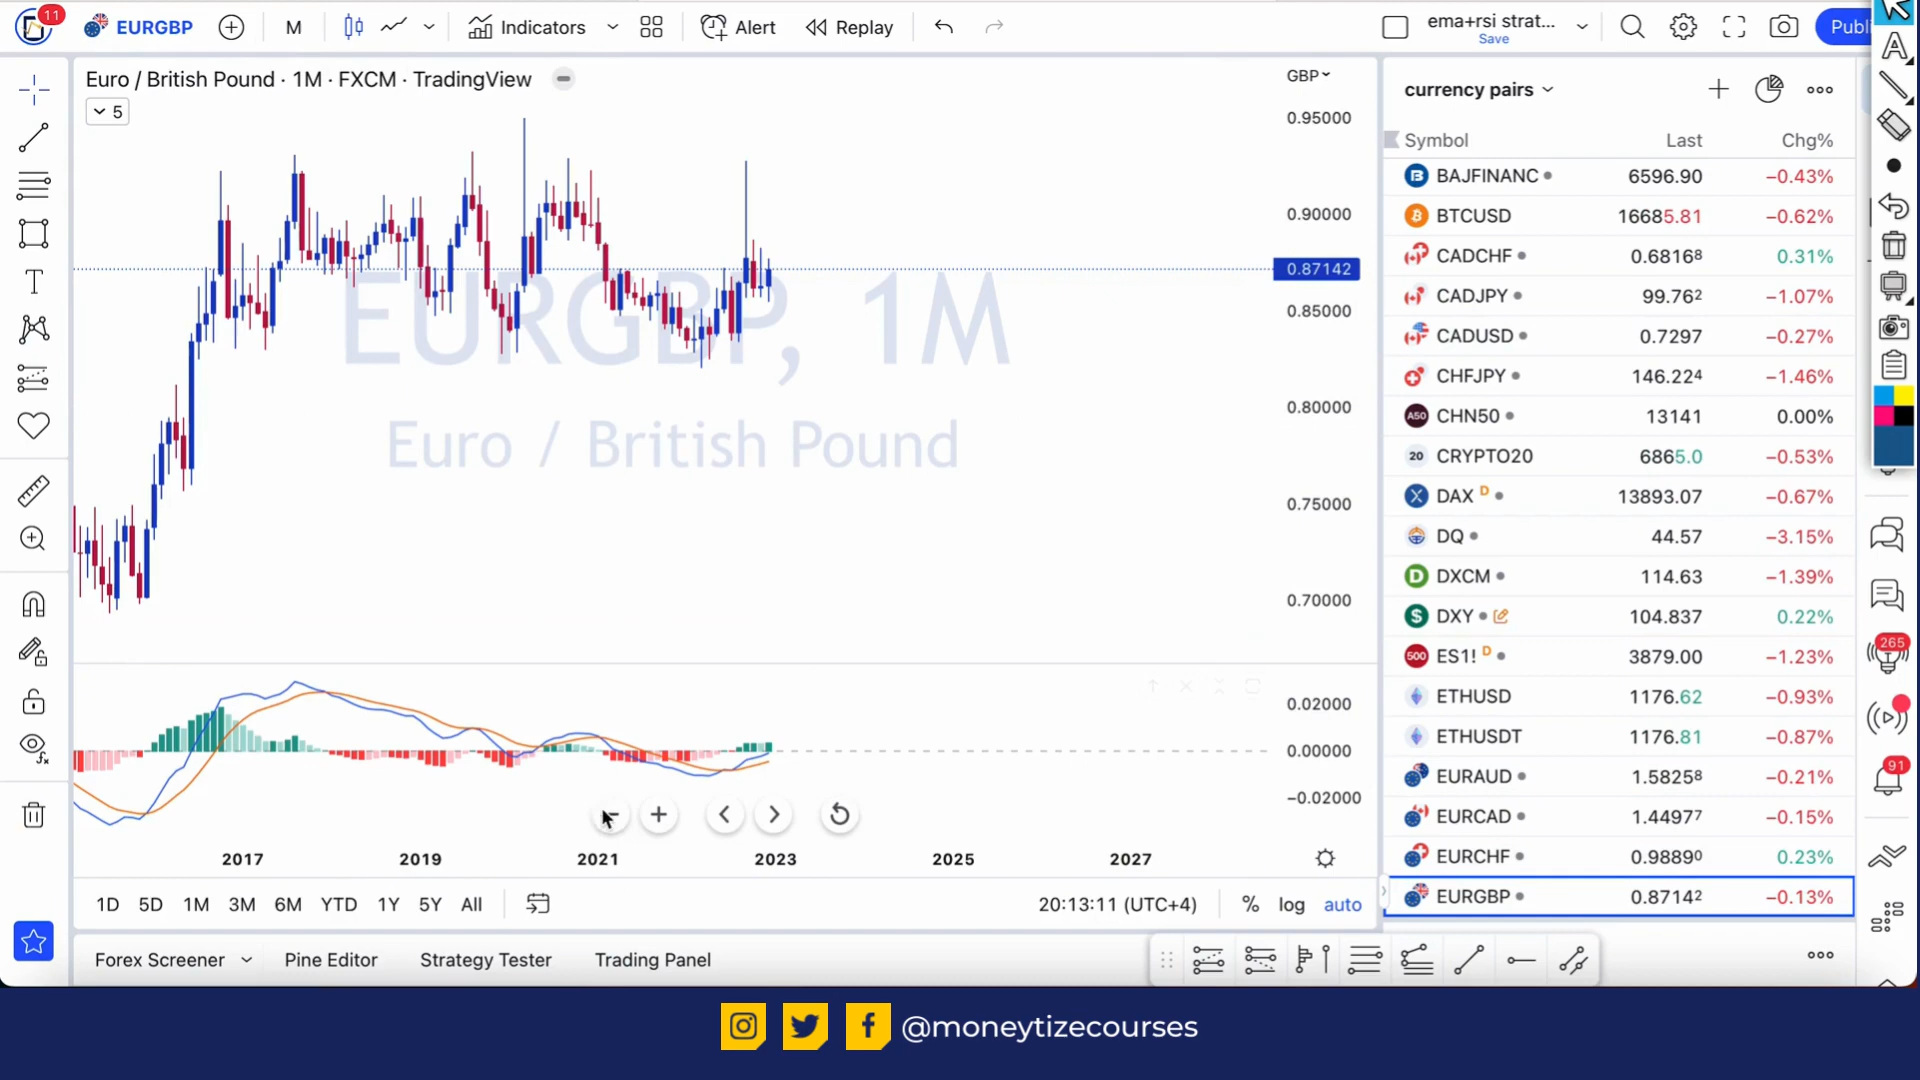 11
EURGBP
M
Indicators
Alert
Replay
ema+rsi strat...
Save
Publ
Euro / British Pound · 1M · FXCM · TradingView
5
GBP
0.95000
0.90000
0.87142
0.85000
0.80000
0.75000
0.70000
EURGBP, 1M
Euro / British Pound
0.02000
0.00000
−0.02000
2017 2019 2021 2023 2025 2027
1D 5D 1M 3M 6M YTD 1Y 5Y All
20:13:11 (UTC+4)
% log auto
Forex Screener Pine Editor Strategy Tester Trading Panel
currency pairs
Symbol Last Chg%
BAJFINANC 6596.90 −0.43%
BTCUSD 16685.81 −0.62%
CADCHF 0.68168 0.31%
CADJPY 99.762 −1.07%
CADUSD 0.7297 −0.27%
CHFJPY 146.224 −1.46%
A50 CHN50 13141 0.00%
20 CRYPTO20 6865.0 −0.53%
DAX D 13893.07 −0.67%
DQ 44.57 −3.15%
DXCM 114.63 −1.39%
DXY 104.837 0.22%
500 ES1! D 3879.00 −1.23%
ETHUSD 1176.62 −0.93%
ETHUSDT 1176.81 −0.87%
EURAUD 1.58258 −0.21%
EURCAD 1.44977 −0.15%
EURCHF 0.98890 0.23%
EURGBP 0.87142 −0.13%
265
91
@moneytizecourses